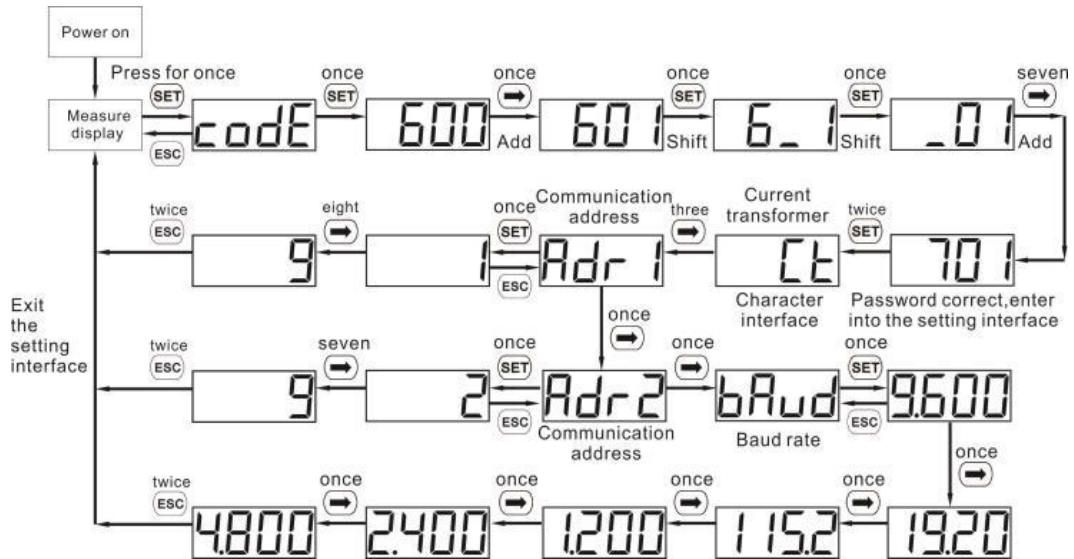 Power on
Press for once
SET
once
SET
once
once
SET
once
SET
seven
Measure
display
ESC
codE
600
Add
601
Shift
6_1
Shift
_01
Add
twice
ESC
eight
once
SET
Communication
address
three
Current
transformer
twice
SET
9
1
ESC
Adr1
Ct
701
Character
interface
Password correct,enter
into the setting interface
Exit
the
setting
interface
once
twice
ESC
seven
once
SET
once
once
SET
9
2
ESC
Adr2
bAud
ESC
9.600
Communication
address
Baud rate
once
twice
ESC
once
once
once
once
4.800
2.400
1.200
115.2
19.20